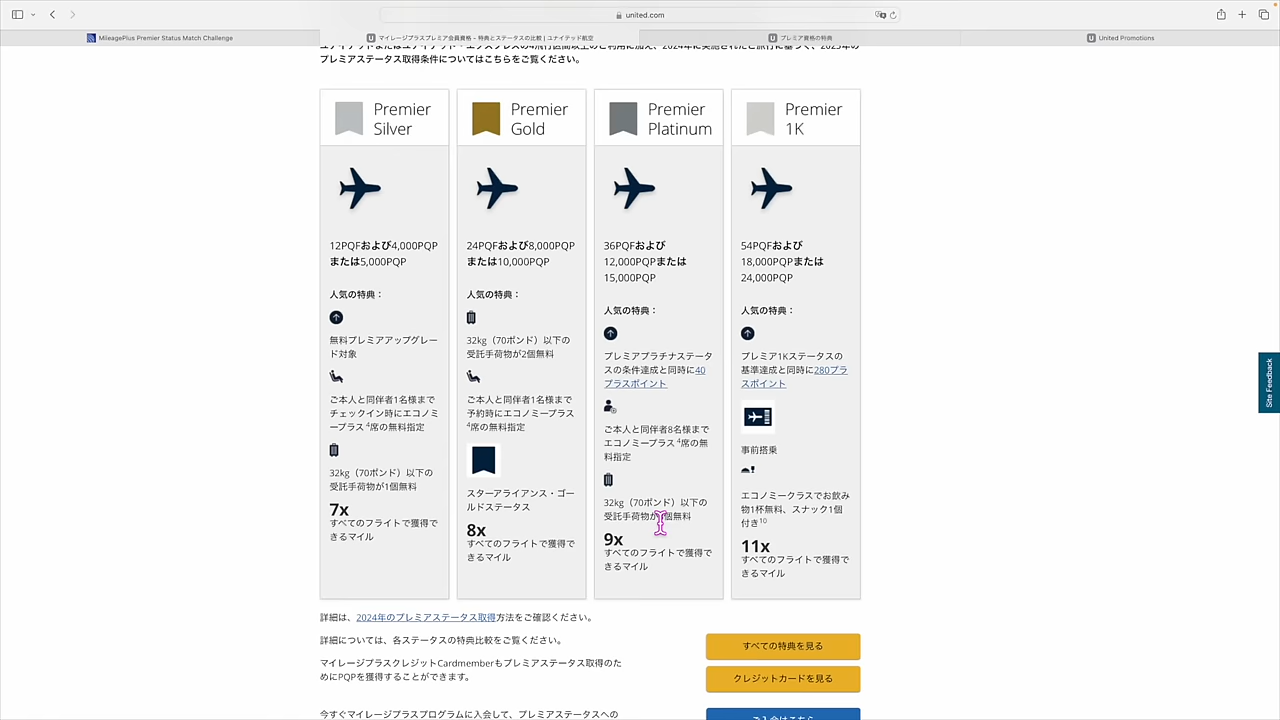 united.com
MileagePlus Premier Status Match Challenge
マイレージプラスプレミア会員資格 – 特典とステータスの比較 | ユナイテッド航空
プレミア資格の特典
United Promotions
プレミアステータス取得条件についてはこちらをご覧ください。
Premier
Silver
12PQFおよび4,000PQP
または5,000PQP
人気の特典：
無料プレミアアップグレー
ド対象
ご本人と同伴者1名様まで
チェックイン時にエコノミ
ープラス4席の無料指定
32kg（70ポンド）以下の
受託手荷物が1個無料
7x
すべてのフライトで獲得で
きるマイル
Premier
Gold
24PQFおよび8,000PQP
または10,000PQP
人気の特典：
32kg（70ポンド）以下の
受託手荷物が2個無料
ご本人と同伴者1名様まで
予約時にエコノミープラス
4席の無料指定
スターアライアンス・ゴー
ルドステータス
8x
すべてのフライトで獲得で
きるマイル
Premier
Platinum
36PQFおよび
12,000PQPまたは
15,000PQP
人気の特典：
プレミアプラチナステータ
スの条件達成と同時に40
プラスポイント
ご本人と同伴者8名様まで
エコノミープラス4席の無
料指定
32kg（70ポンド）以下の
受託手荷物が個無料
9x
すべてのフライトで獲得で
きるマイル
Premier
1K
54PQFおよび
18,000PQPまたは
24,000PQP
人気の特典：
プレミア1Kステータスの
基準達成と同時に280プラ
スポイント
事前搭乗
エコノミークラスでお飲み
物1杯無料、スナック1個
付き10
11x
すべてのフライトで獲得で
きるマイル
Site Feedback
詳細は、2024年のプレミアステータス取得方法をご確認ください。
詳細については、各ステータスの特典比較をご覧ください。
マイレージプラスクレジットCardmemberもプレミアステータス取得のた
めにPQPを獲得することができます。
すべての特典を見る
クレジットカードを見る
今すぐマイレージプラスプログラムに入会して、プレミアステータスへの
ご入会はこちら